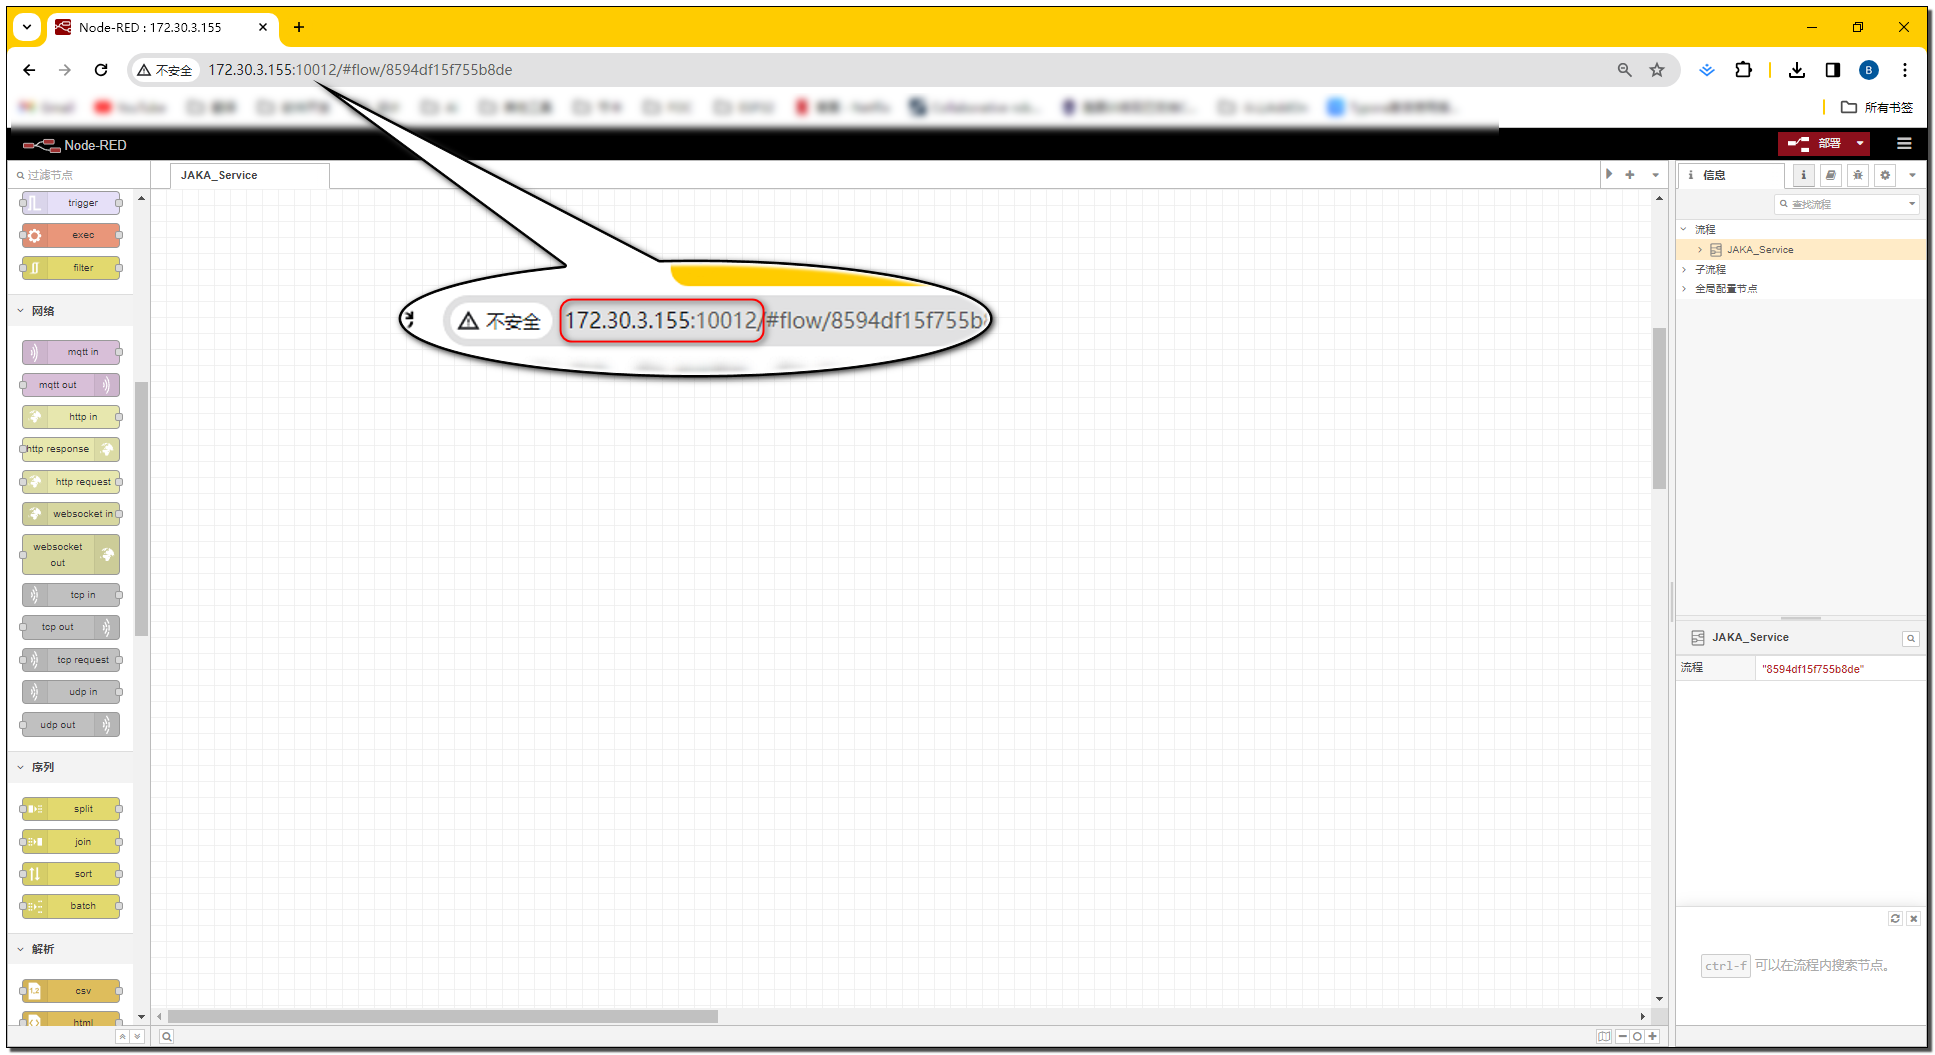 Node-RED : 172.30.3.155
不安全 172.30.3.155:10012/#flow/8594df15f755b8de
B
Gmail
YouTube
所有书签
Node-RED
部署
过滤节点
JAKA_Service
信息
查找流程
trigger
exec
filter
网络
mqtt in
mqtt out
http in
http response
http request
websocket in
websocket
out
tcp in
tcp out
tcp request
udp in
udp out
序列
split
join
sort
batch
解析
csv
html
不安全 172.30.3.155:10012/#flow/8594df15f755b
流程
JAKA_Service
子流程
全局配置节点
JAKA_Service
流程 "8594df15f755b8de"
ctrl-f 可以在流程内搜索节点。